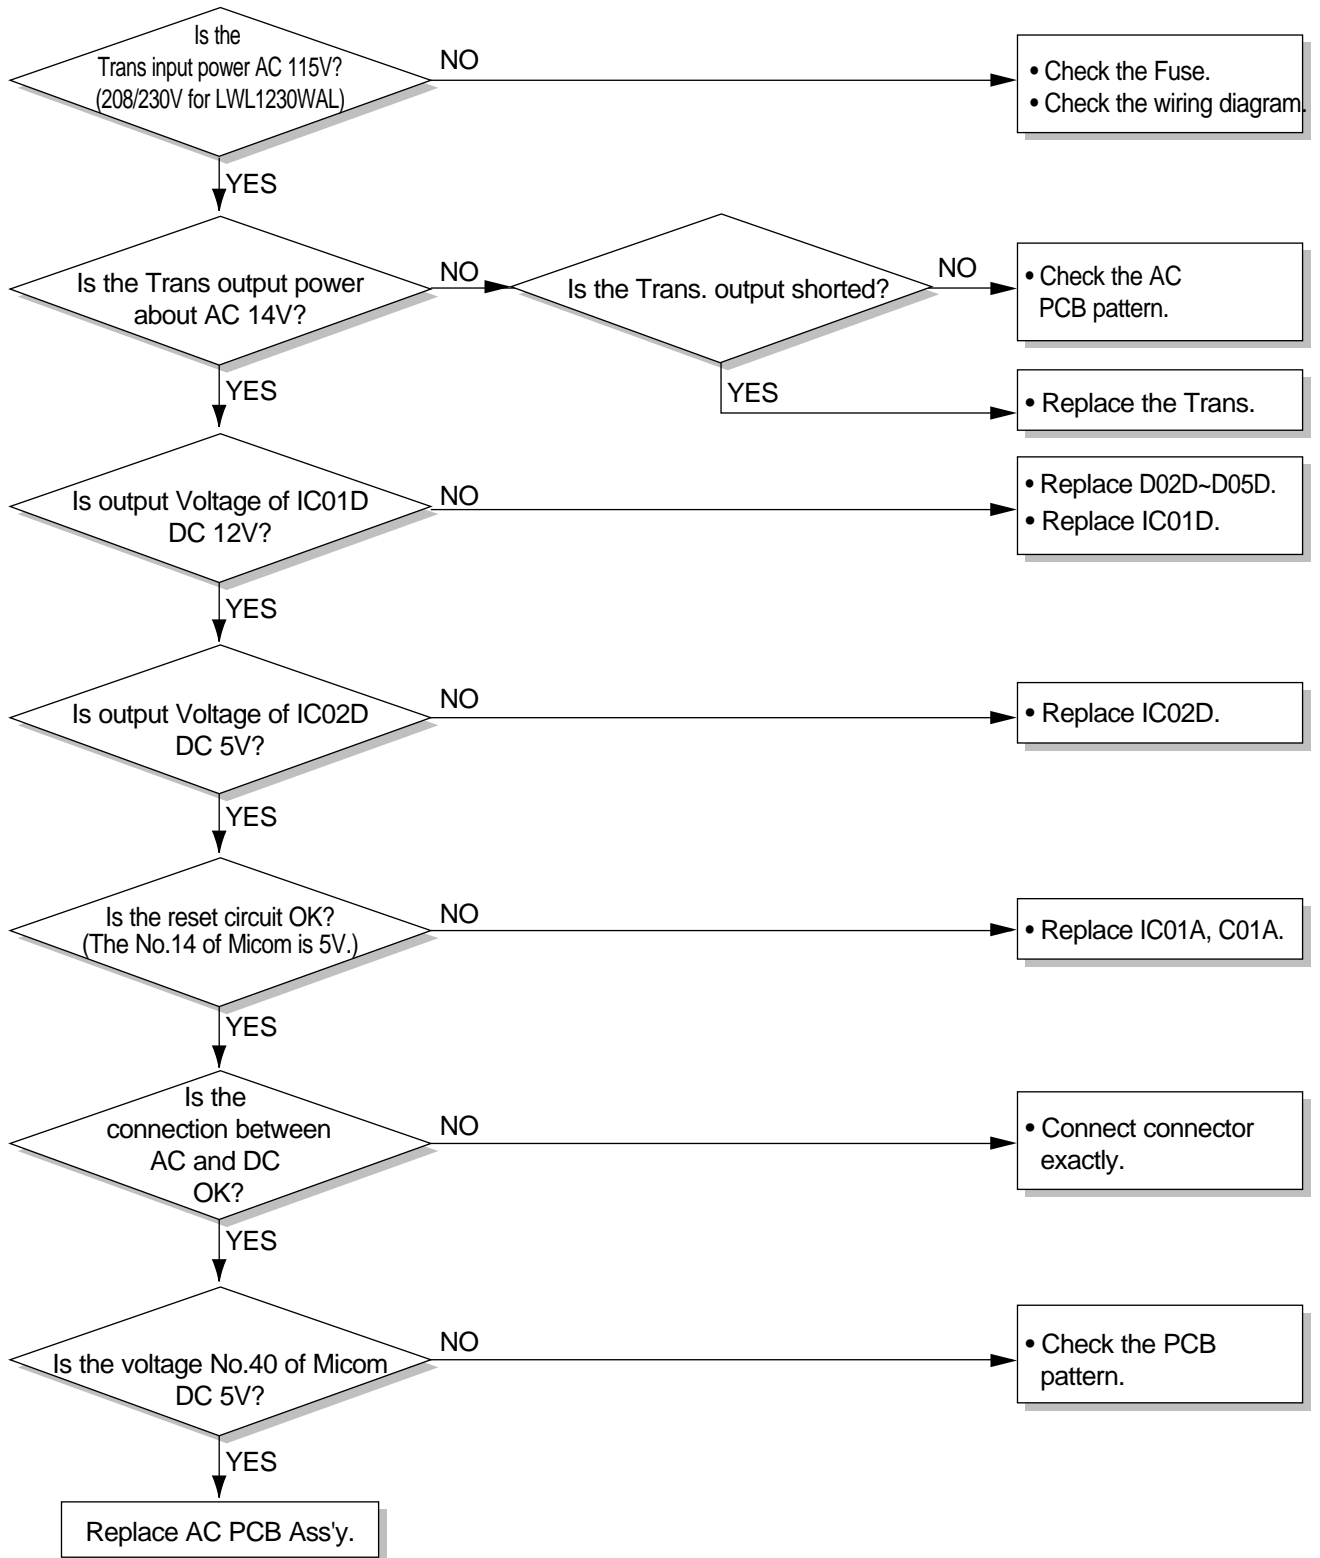 Is the
Trans input power AC 115V?
(208/230V for LWL1230WAL)
NO
• Check the Fuse.
• Check the wiring diagram.
YES
Is the Trans output power
about AC 14V?
NO
Is the Trans. output shorted?
NO
• Check the AC
PCB pattern.
YES
YES
• Replace the Trans.
Is output Voltage of IC01D
DC 12V?
NO
• Replace D02D~D05D.
• Replace IC01D.
YES
Is output Voltage of IC02D
DC 5V?
NO
• Replace IC02D.
YES
Is the reset circuit OK?
(The No.14 of Micom is 5V.)
NO
• Replace IC01A, C01A.
YES
Is the
connection between
AC and DC
OK?
NO
• Connect connector
exactly.
YES
Is the voltage No.40 of Micom
DC 5V?
NO
• Check the PCB
pattern.
YES
Replace AC PCB Ass'y.